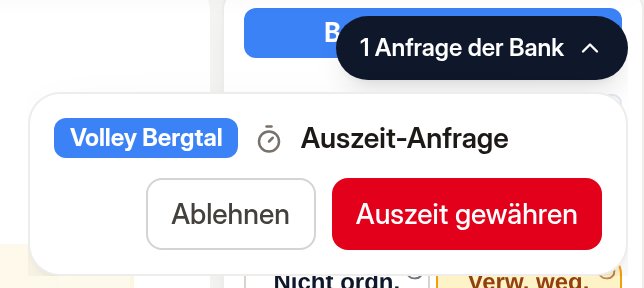 1 Anfrage der Bank
Volley Bergtal
Auszeit-Anfrage
Ablehnen
Auszeit gewähren
Nicht ordn.
Verw. weg.